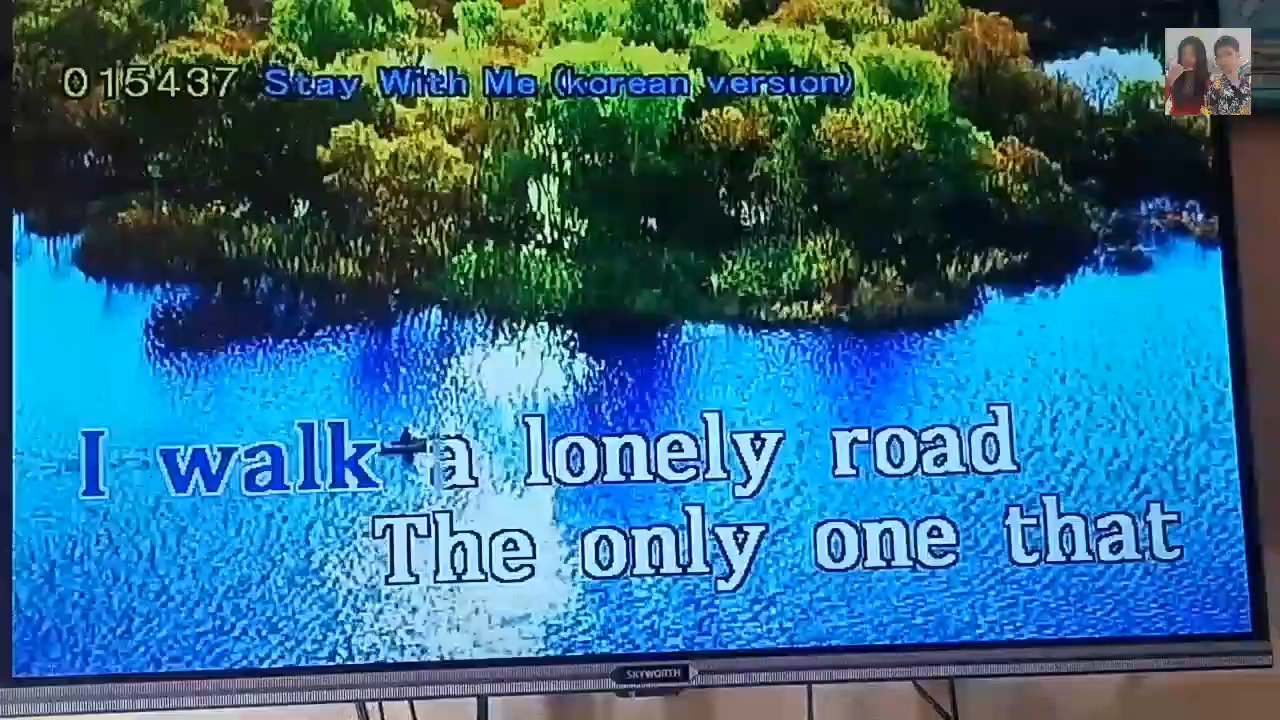 015437 Stay With Me (korean version)
I walk a lonely road
The only one that
SKYWORTH